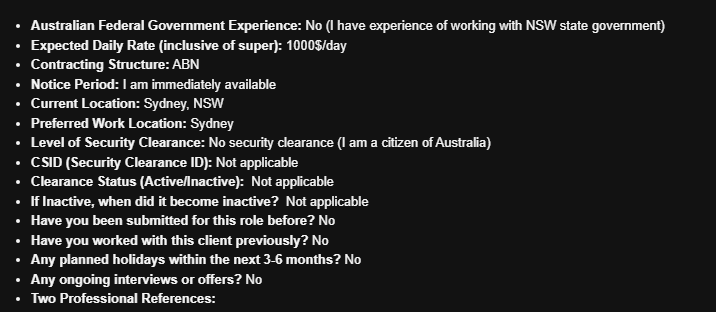 • Australian Federal Government Experience: No (I have experience of working with NSW state government)
• Expected Daily Rate (inclusive of super): 1000$/day
• Contracting Structure: ABN
• Notice Period: I am immediately available
• Current Location: Sydney, NSW
• Preferred Work Location: Sydney
• Level of Security Clearance: No security clearance (I am a citizen of Australia)
• CSID (Security Clearance ID): Not applicable
• Clearance Status (Active/Inactive): Not applicable
• If Inactive, when did it become inactive? Not applicable
• Have you been submitted for this role before? No
• Have you worked with this client previously? No
• Any planned holidays within the next 3-6 months? No
• Any ongoing interviews or offers? No
• Two Professional References: